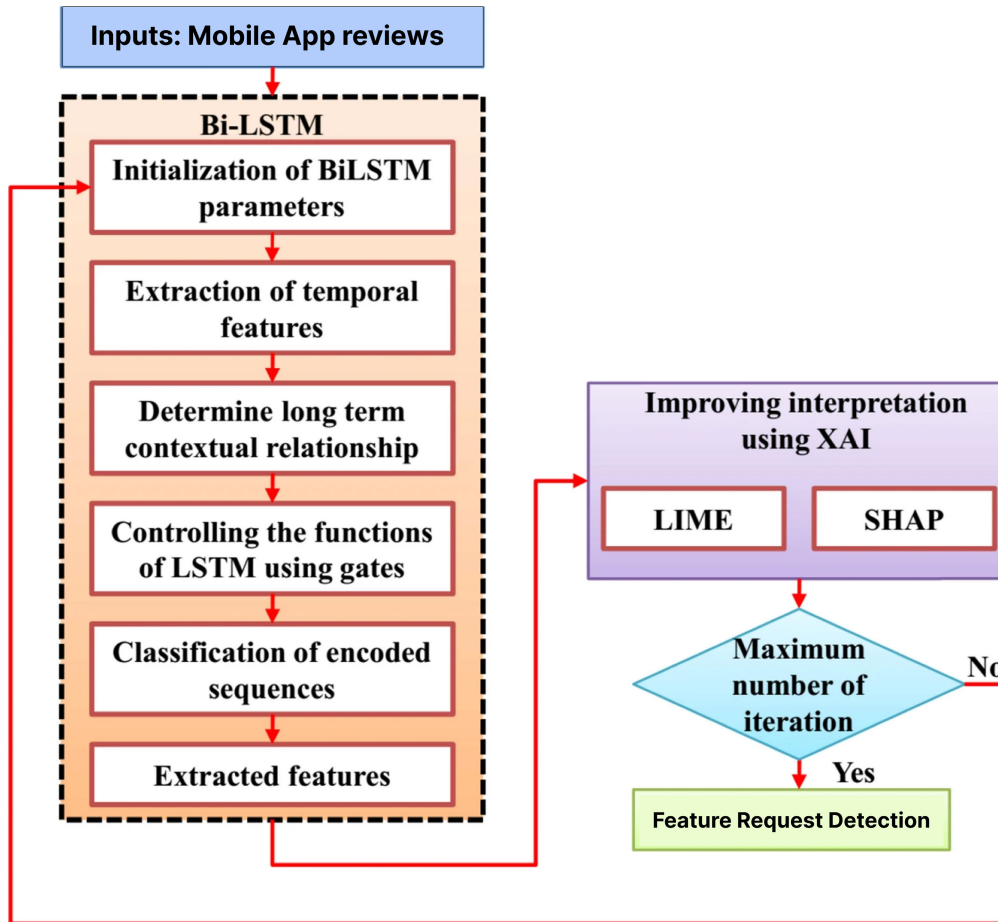 Inputs: Mobile App reviews
Bi-LSTM
Initialization of BiLSTM
parameters
Extraction of temporal
features
Determine long term
contextual relationship
Controlling the functions
of LSTM using gates
Classification of encoded
sequences
Extracted features
Improving interpretation
using XAI
LIME
SHAP
Maximum
number of
iteration
No
Yes
Feature Request Detection